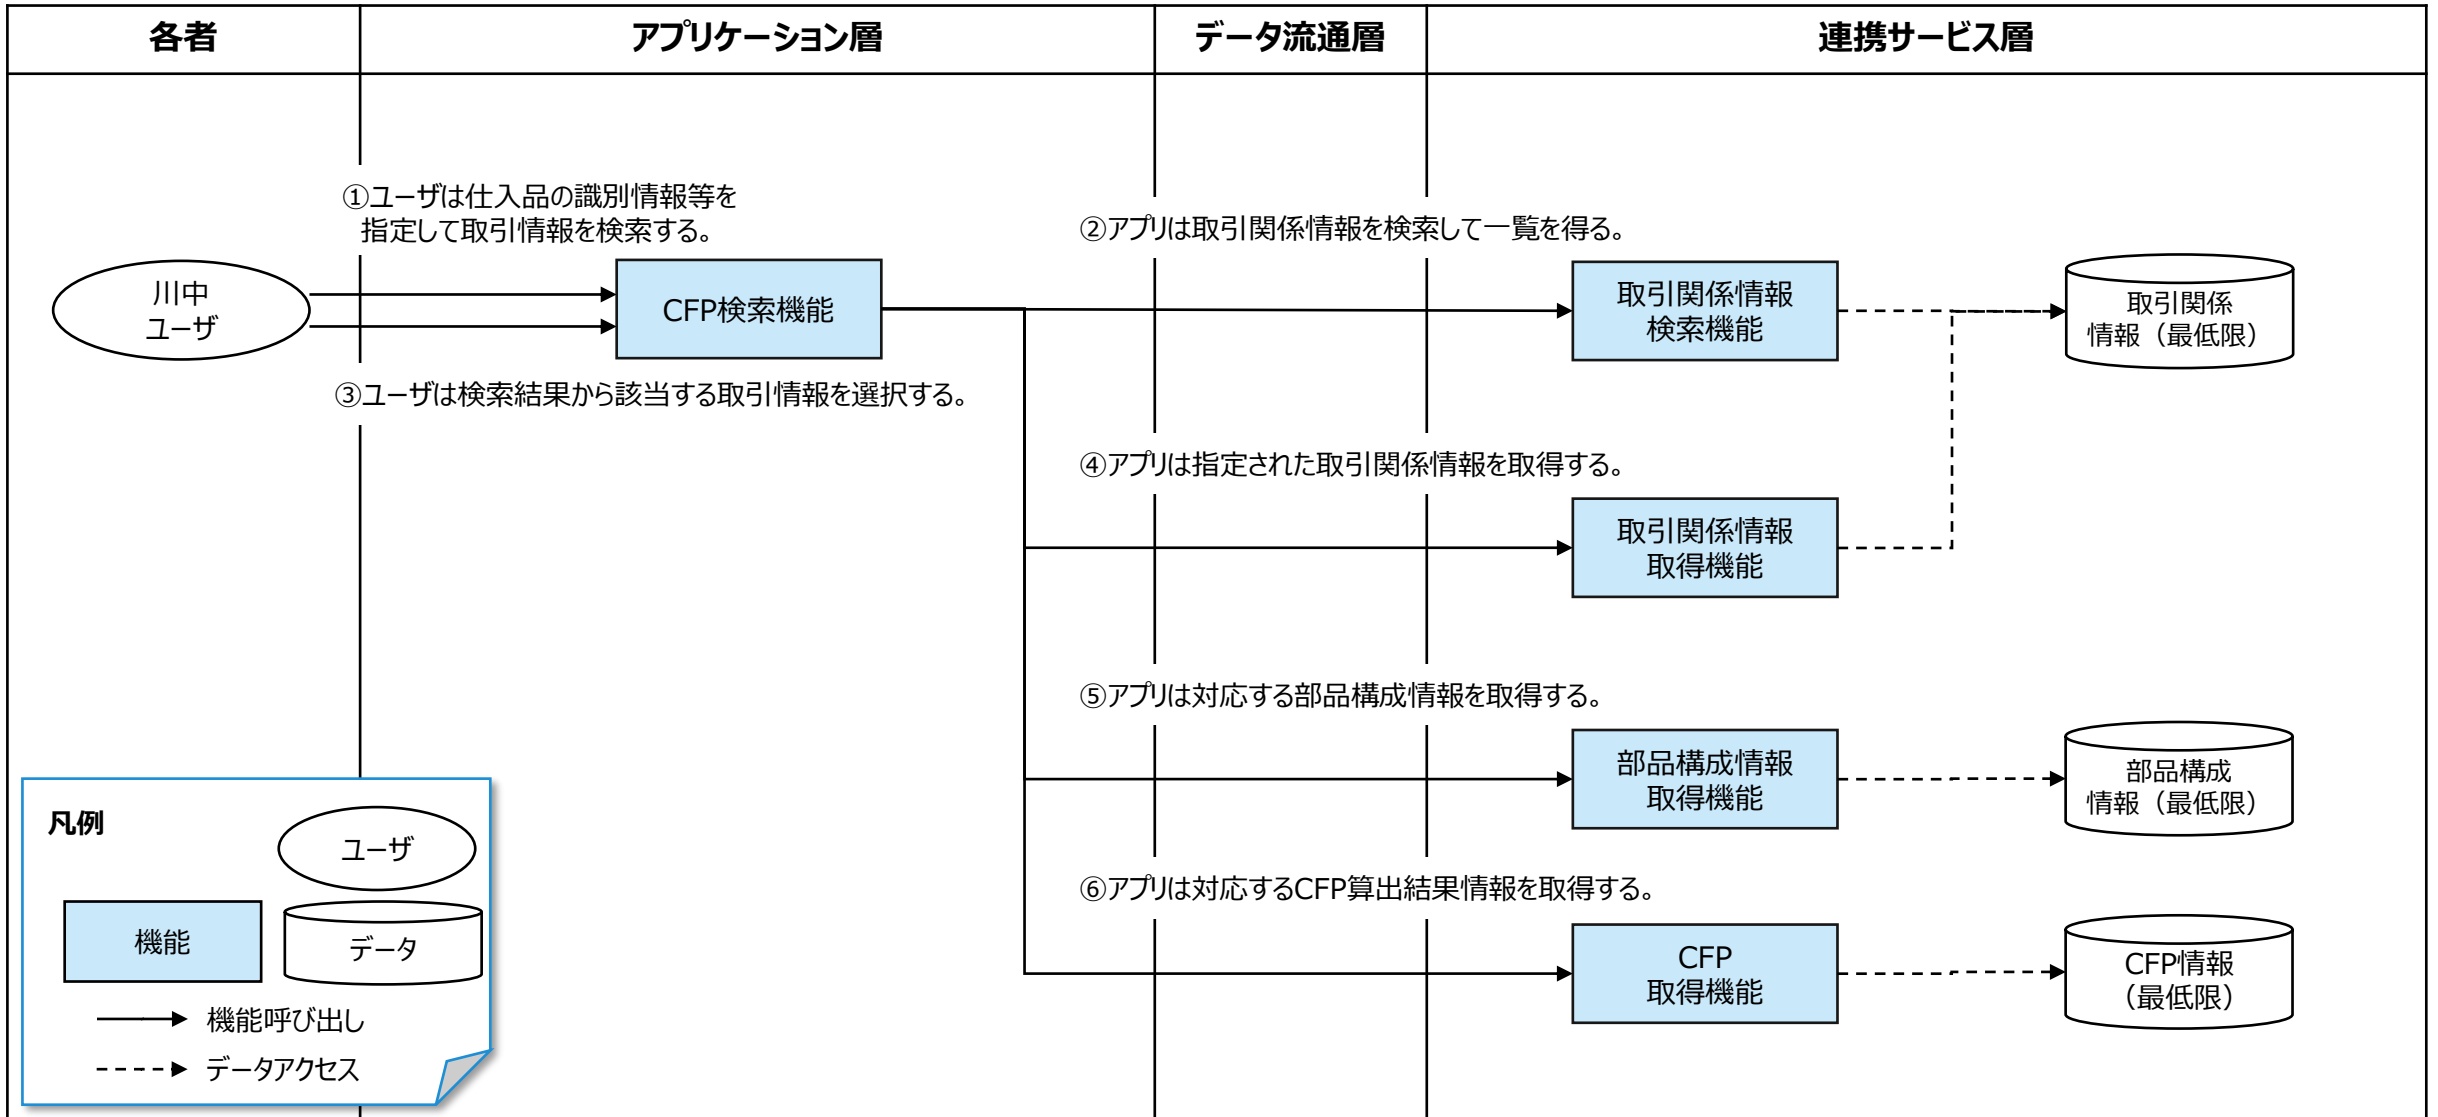 各者
アプリケーション層
データ流通層
連携サービス層
①ユーザは仕入品の識別情報等を
指定して取引情報を検索する。
②アプリは取引関係情報を検索して一覧を得る。
川中
ユーザ
CFP検索機能
取引関係情報
検索機能
取引関係
情報（最低限）
③ユーザは検索結果から該当する取引情報を選択する。
④アプリは指定された取引関係情報を取得する。
取引関係情報
取得機能
⑤アプリは対応する部品構成情報を取得する。
部品構成情報
取得機能
部品構成
情報（最低限）
⑥アプリは対応するCFP算出結果情報を取得する。
CFP
取得機能
CFP情報
（最低限）
凡例
ユーザ
機能
データ
機能呼び出し
データアクセス